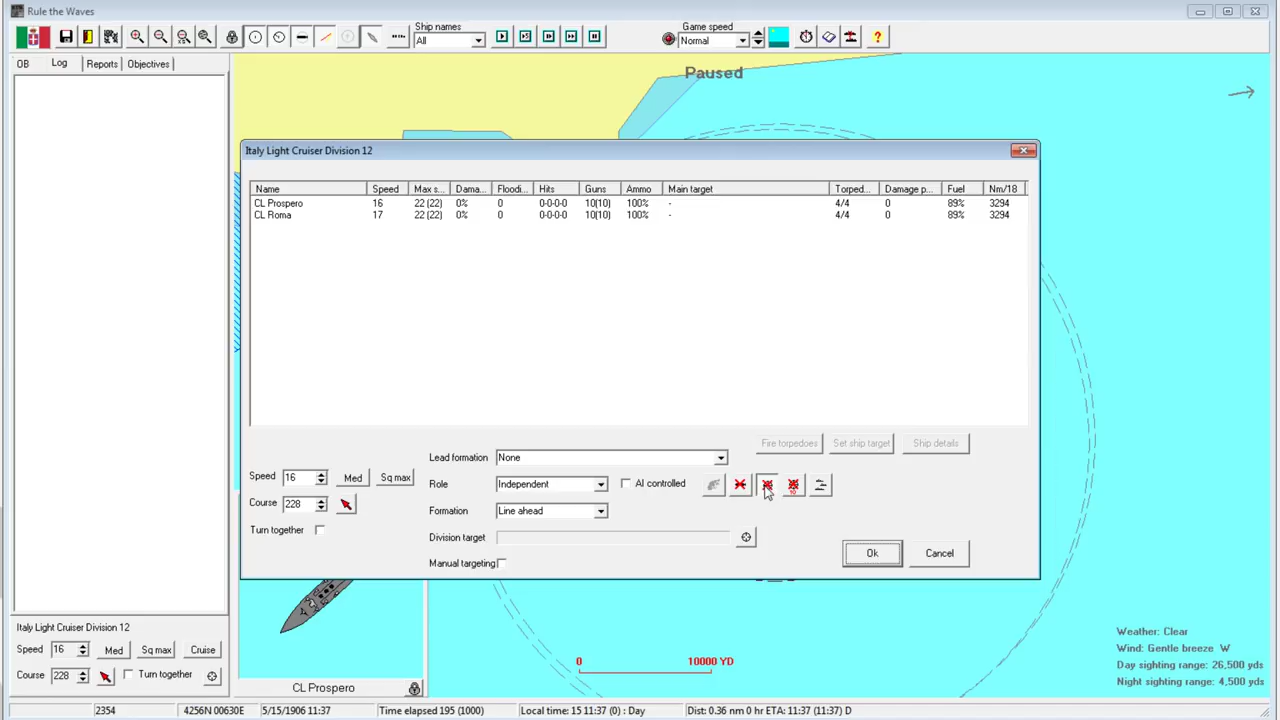 Rule the Waves
Ship names
All
Game speed
Normal
OB Log Reports Objectives
Paused
Italy Light Cruiser Division 12
Name Speed Max s... Dama... Floodi... Hits Guns Ammo Main target Torped... Damage p... Fuel Nm/18
CL Prospero 16 22 (22) 0% 0 0-0-0-0 10(10) 100% - 4/4 0 89% 3294
CL Roma 17 22 (22) 0% 0 0-0-0-0 10(10) 100% - 4/4 0 89% 3294
Fire torpedoes Set ship target Ship details
Lead formation None
Speed 16 Med Sq max
Role Independent AI controlled
Course 228
Formation Line ahead
Turn together
Division target
Manual targeting
Ok Cancel
Italy Light Cruiser Division 12
Speed 16 Med Sq max Cruise
Course 228 Turn together
CL Prospero
0 10000 YD
Weather: Clear
Wind: Gentle breeze W
Day sighting range: 26,500 yds
Night sighting range: 4,500 yds
2354 4256N 00630E 5/15/1906 11:37 Time elapsed 195 (1000) Local time: 15 11:37 (0) : Day Dist: 0.36 nm 0 hr ETA: 11:37 (11:37) D